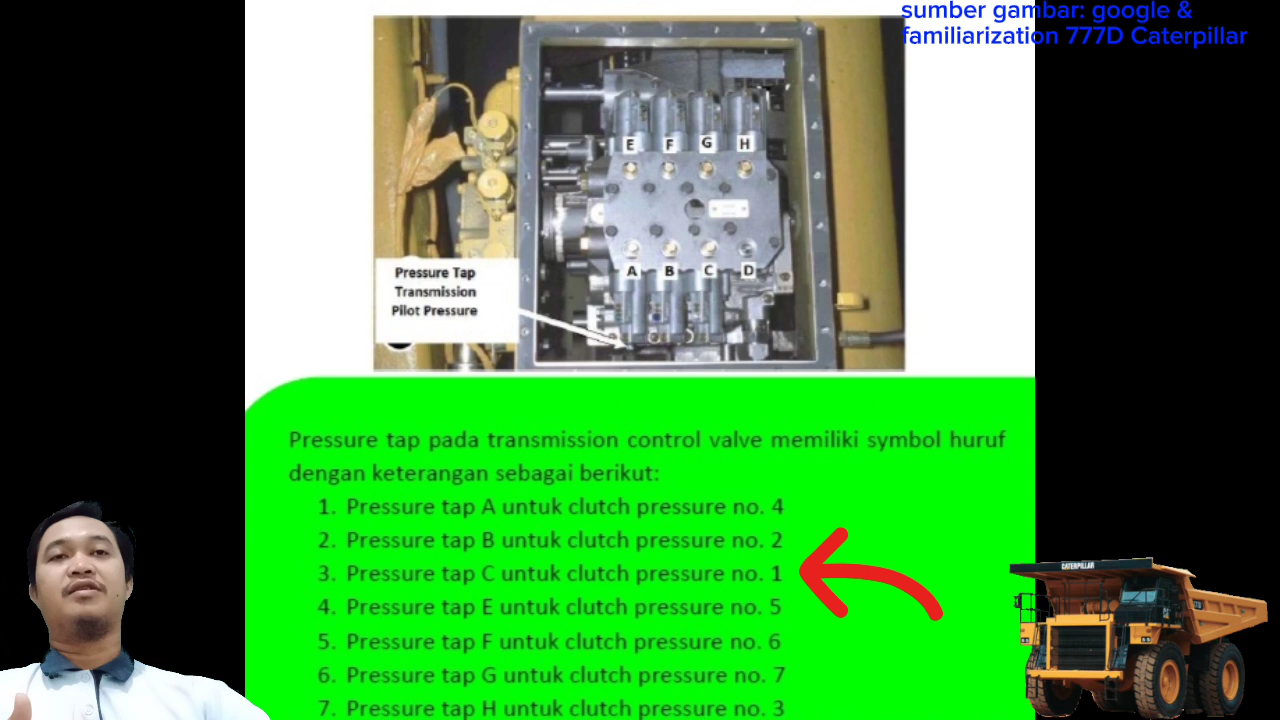 sumber gambar: google &
familiarization 777D Caterpillar
E F G H
A B C D
Pressure Tap
Transmission
Pilot Pressure
Pressure tap pada transmission control valve memiliki symbol huruf
dengan keterangan sebagai berikut:
1. Pressure tap A untuk clutch pressure no. 4
2. Pressure tap B untuk clutch pressure no. 2
3. Pressure tap C untuk clutch pressure no. 1
4. Pressure tap E untuk clutch pressure no. 5
5. Pressure tap F untuk clutch pressure no. 6
6. Pressure tap G untuk clutch pressure no. 7
7. Pressure tap H untuk clutch pressure no. 3
CATERPILLAR